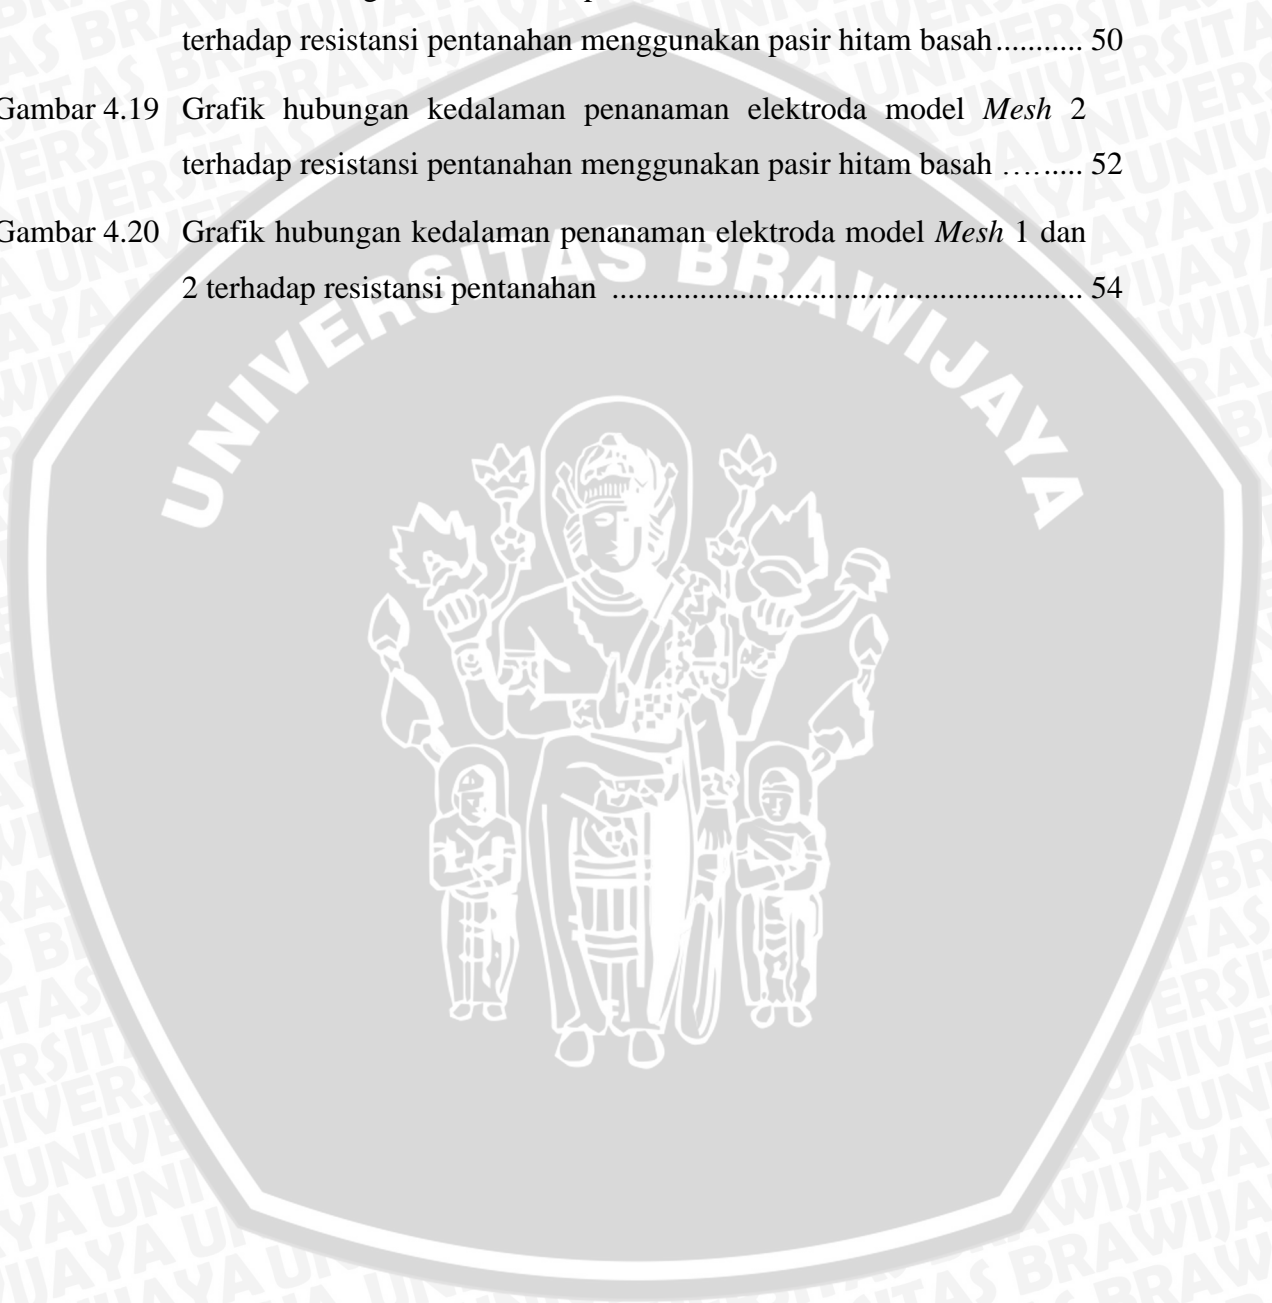 terhadap resistansi pentanahan menggunakan pasir hitam basah ........... 50
Gambar 4.19 Grafik hubungan kedalaman penanaman elektroda model Mesh 2
terhadap resistansi pentanahan menggunakan pasir hitam basah ......... 52
Gambar 4.20 Grafik hubungan kedalaman penanaman elektroda model Mesh 1 dan
2 terhadap resistansi pentanahan ........................................................... 54
UNIVERSITAS BRAWIJAYA